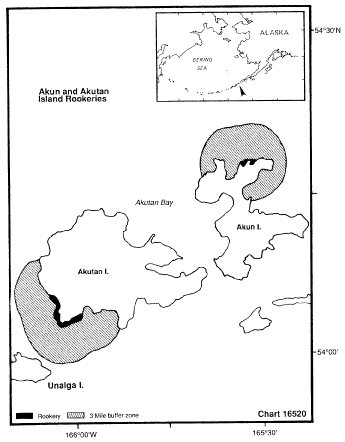 54°30'N
ALASKA
BERING
SEA
Akun and Akutan
Island Rookeries
Akutan Bay
Akun I.
Akutan I.
54°00'
Unalga I.
Rookery
3 Mile buffer zone
Chart 16520
166°00'W
165°30'